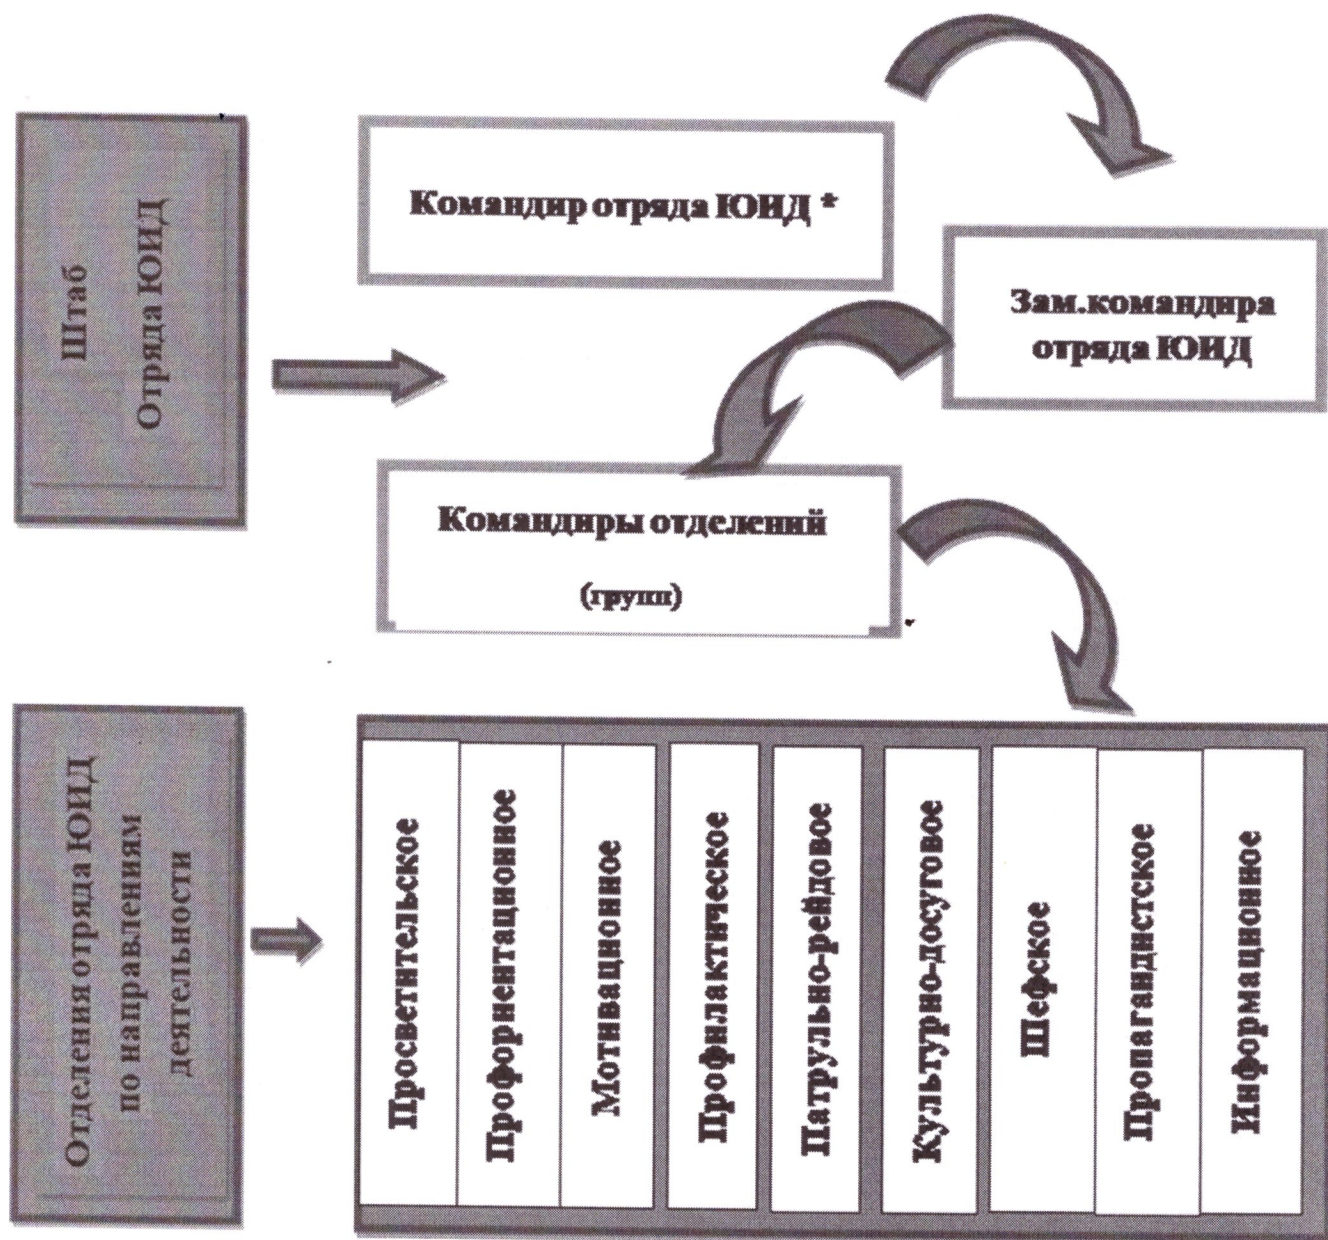 Штаб
Отряда ЮИД
Командир отряда ЮИД *
Зам.командира
отряда ЮИД
Командиры отделений
(групп)
Отделения отряда ЮИД
по направлениям
деятельности
Просветительское
Профориентационное
Мотивационное
Профилактическое
Патрульно-рейдовое
Культурно-досуговое
Шефское
Пропагандистское
Информационное